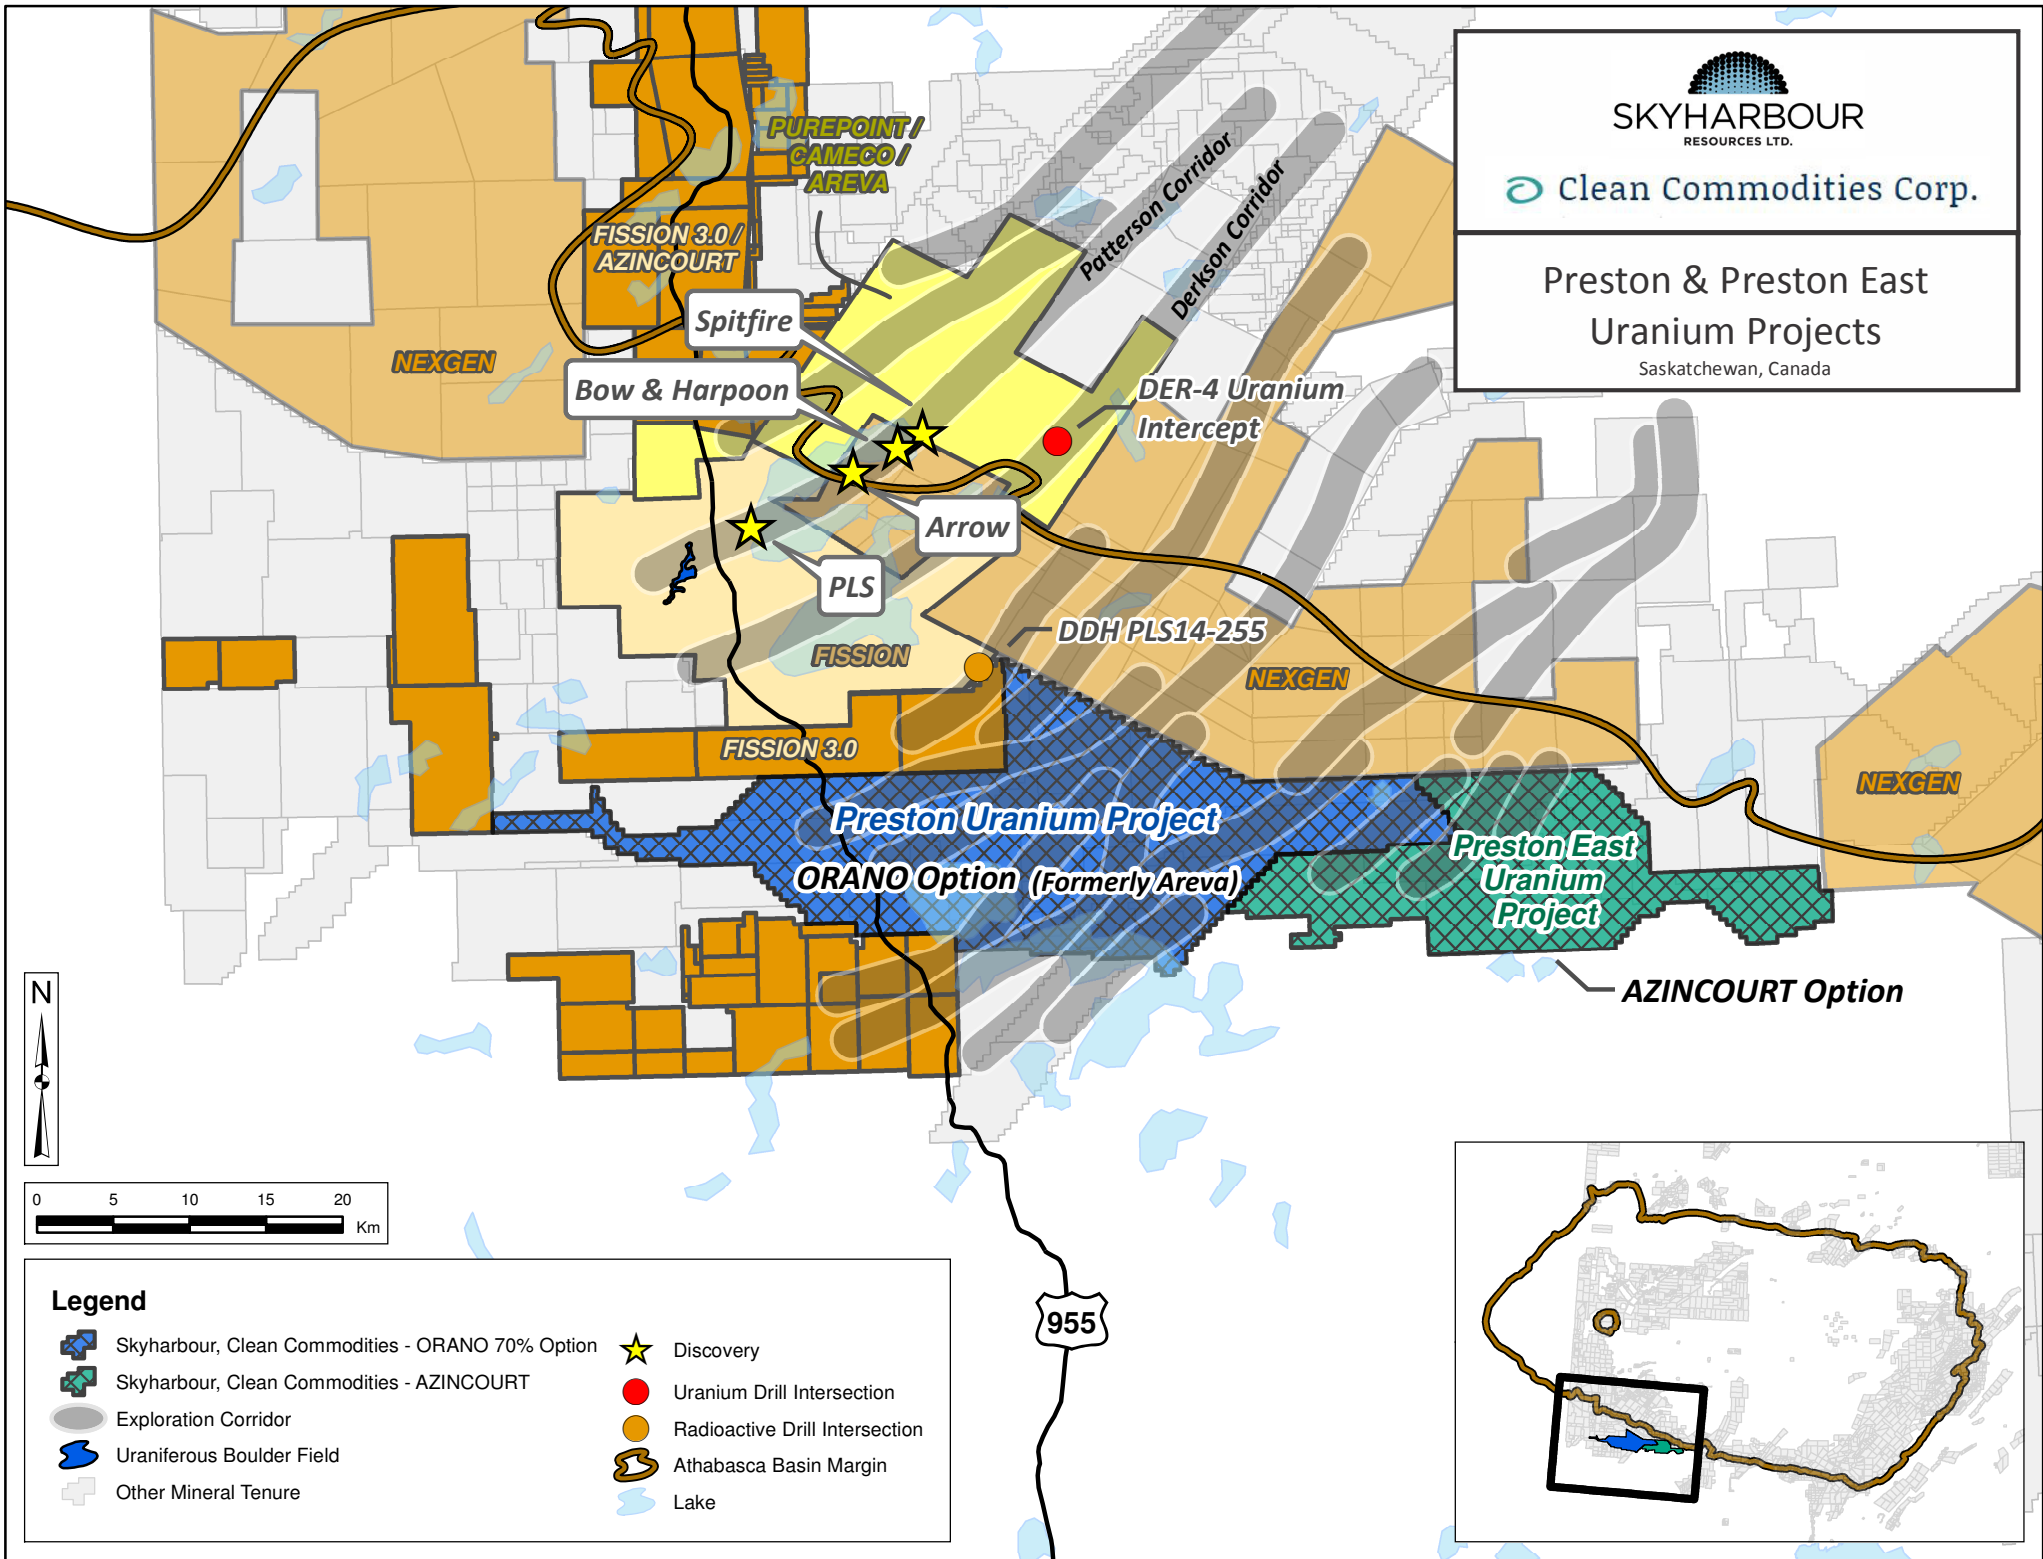 SKYHARBOUR
RESOURCES LTD.
Clean Commodities Corp.
Preston & Preston East
Uranium Projects
Saskatchewan, Canada
PUREPOINT /
CAMECO /
AREVA
Patterson Corridor
Derkson Corridor
FISSION 3.0 /
AZINCOURT
Spitfire
NEXGEN
Bow & Harpoon
DER-4 Uranium
Intercept
Arrow
PLS
DDH PLS14-255
FISSION
NEXGEN
FISSION 3.0
NEXGEN
Preston Uranium Project
ORANO Option (Formerly Areva)
Preston East
Uranium
Project
AZINCOURT Option
N
0 5 10 15 20
Km
955
Legend
Skyharbour, Clean Commodities - ORANO 70% Option
Skyharbour, Clean Commodities - AZINCOURT
Exploration Corridor
Uraniferous Boulder Field
Other Mineral Tenure
Discovery
Uranium Drill Intersection
Radioactive Drill Intersection
Athabasca Basin Margin
Lake